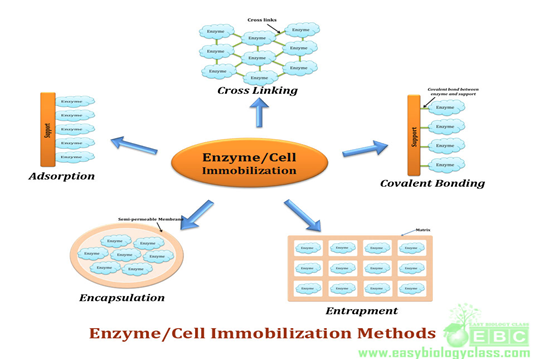 Cross links
Enzyme Enzyme Enzyme
Enzyme Enzyme Enzyme
Enzyme Enzyme Enzyme
Cross Linking
Support
Enzyme
Enzyme
Enzyme
Enzyme
Enzyme
Adsorption
Enzyme/Cell
Immobilization
Covalent bond between
enzyme and support
Support
Enzyme
Enzyme
Enzyme
Enzyme
Covalent Bonding
Semi-permeable Membrane
Enzyme Enzyme
Enzyme Enzyme Enzyme
Enzyme Enzyme
Encapsulation
Matrix
Enzyme Enzyme Enzyme Enzyme
Enzyme Enzyme Enzyme Enzyme
Enzyme Enzyme Enzyme Enzyme
Entrapment
Enzyme/Cell Immobilization Methods
EASY BIOLOGY CLASS
EBC
www.easybiologyclass.com